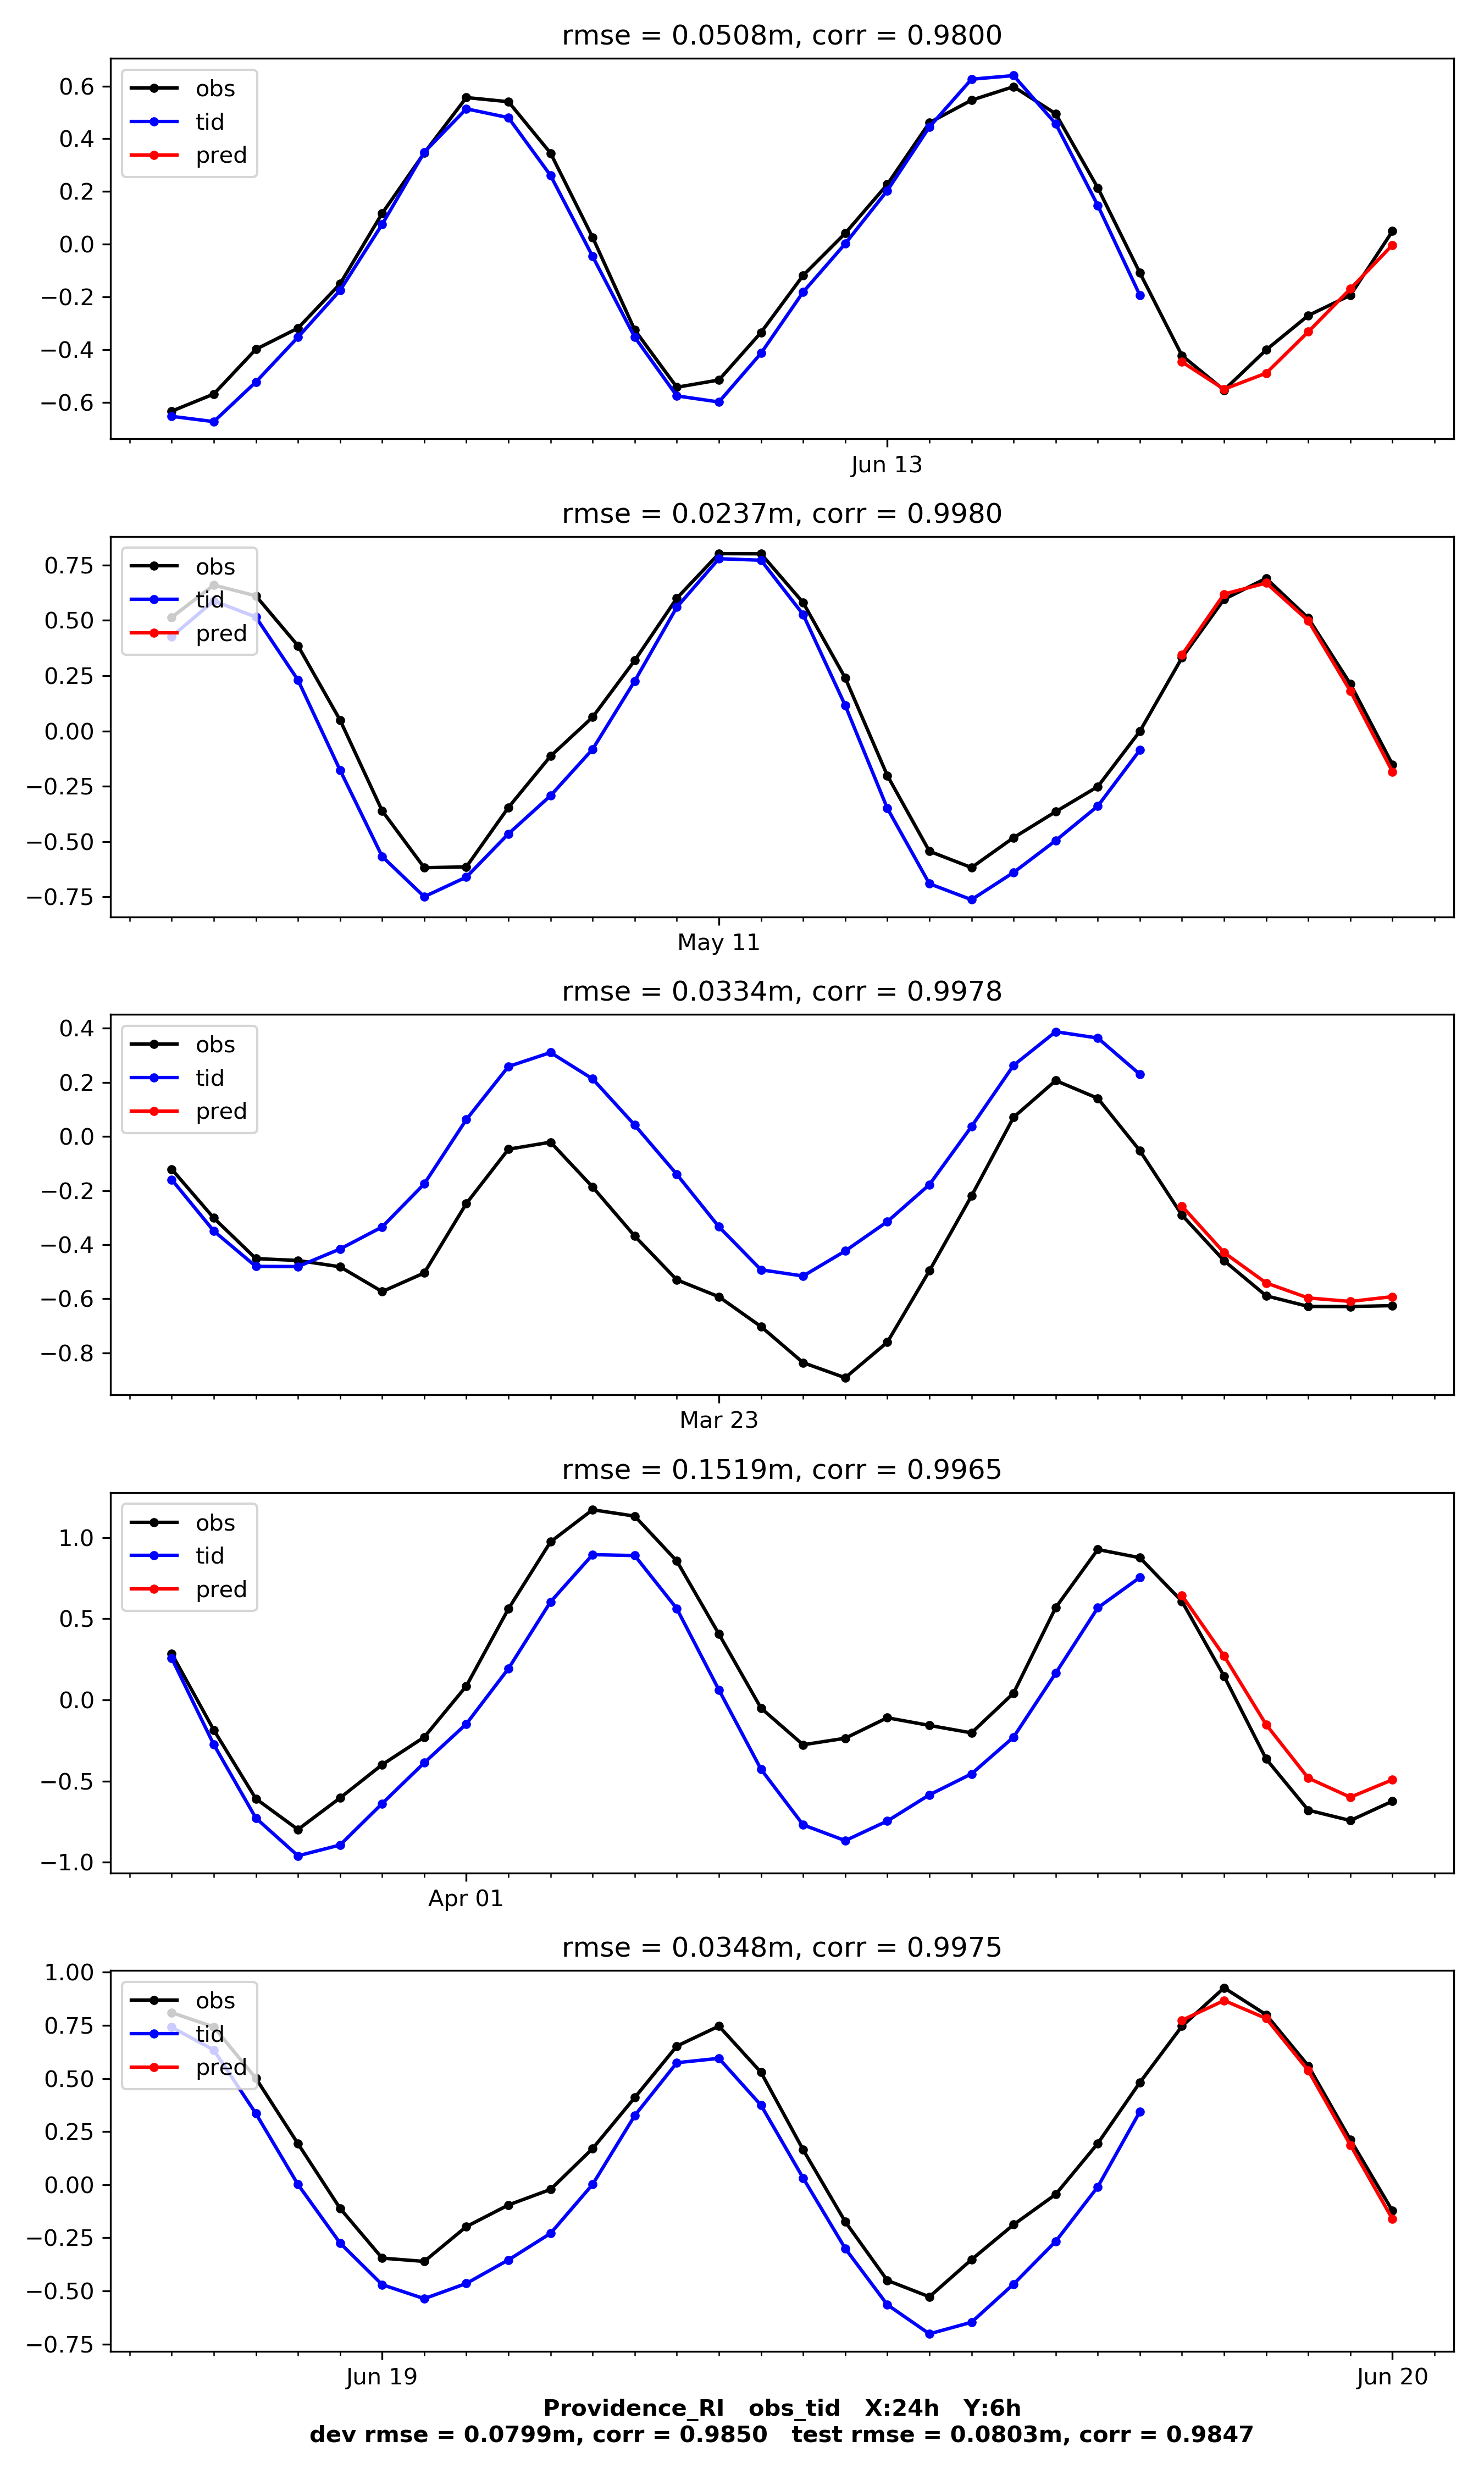 rmse = 0.0508m, corr = 0.9800
0.6
0.4
0.2
0.0
−0.2
−0.4
−0.6
obs
tid
pred
Jun 13
rmse = 0.0237m, corr = 0.9980
0.75
0.50
0.25
0.00
−0.25
−0.50
−0.75
obs
tid
pred
May 11
rmse = 0.0334m, corr = 0.9978
0.4
0.2
0.0
−0.2
−0.4
−0.6
−0.8
obs
tid
pred
Mar 23
rmse = 0.1519m, corr = 0.9965
1.0
0.5
0.0
−0.5
−1.0
obs
tid
pred
Apr 01
rmse = 0.0348m, corr = 0.9975
1.00
0.75
0.50
0.25
0.00
−0.25
−0.50
−0.75
obs
tid
pred
Jun 19 Jun 20
Providence_RI obs_tid X:24h Y:6h
dev rmse = 0.0799m, corr = 0.9850 test rmse = 0.0803m, corr = 0.9847